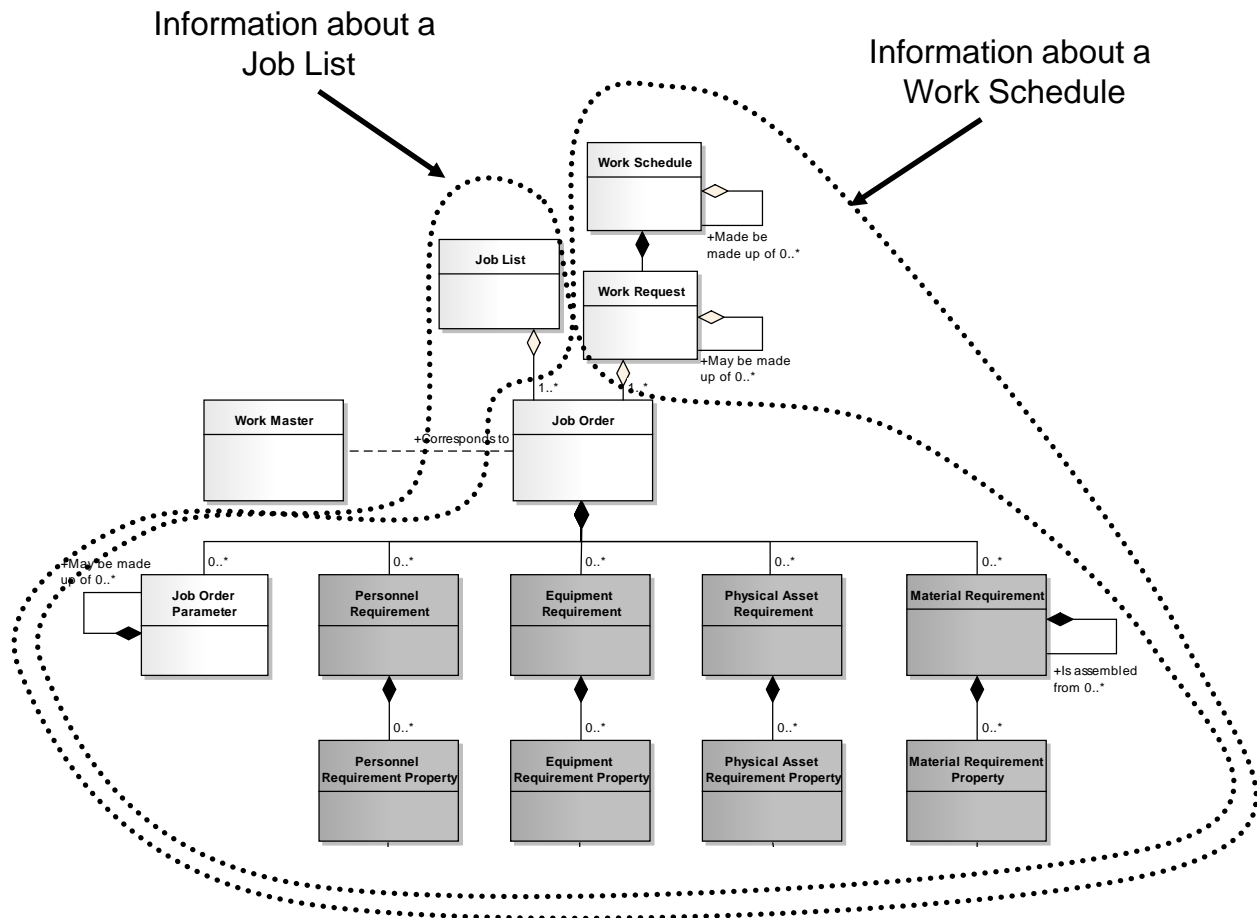 Information about a
Job List
Information about a
Work Schedule
Work Schedule
+Made be
made up of 0..*
Job List
Work Request
+May be made
up of 0..*
1..*
1..*
Work Master
+Corresponds to
Job Order
+May be made
up of 0..*
0..*
0..*
0..*
0..*
0..*
Job Order
Parameter
Personnel
Requirement
Equipment
Requirement
Physical Asset
Requirement
Material Requirement
+Is assembled
from 0..*
0..*
0..*
0..*
0..*
Personnel
Requirement Property
Equipment
Requirement Property
Physical Asset
Requirement Property
Material Requirement
Property